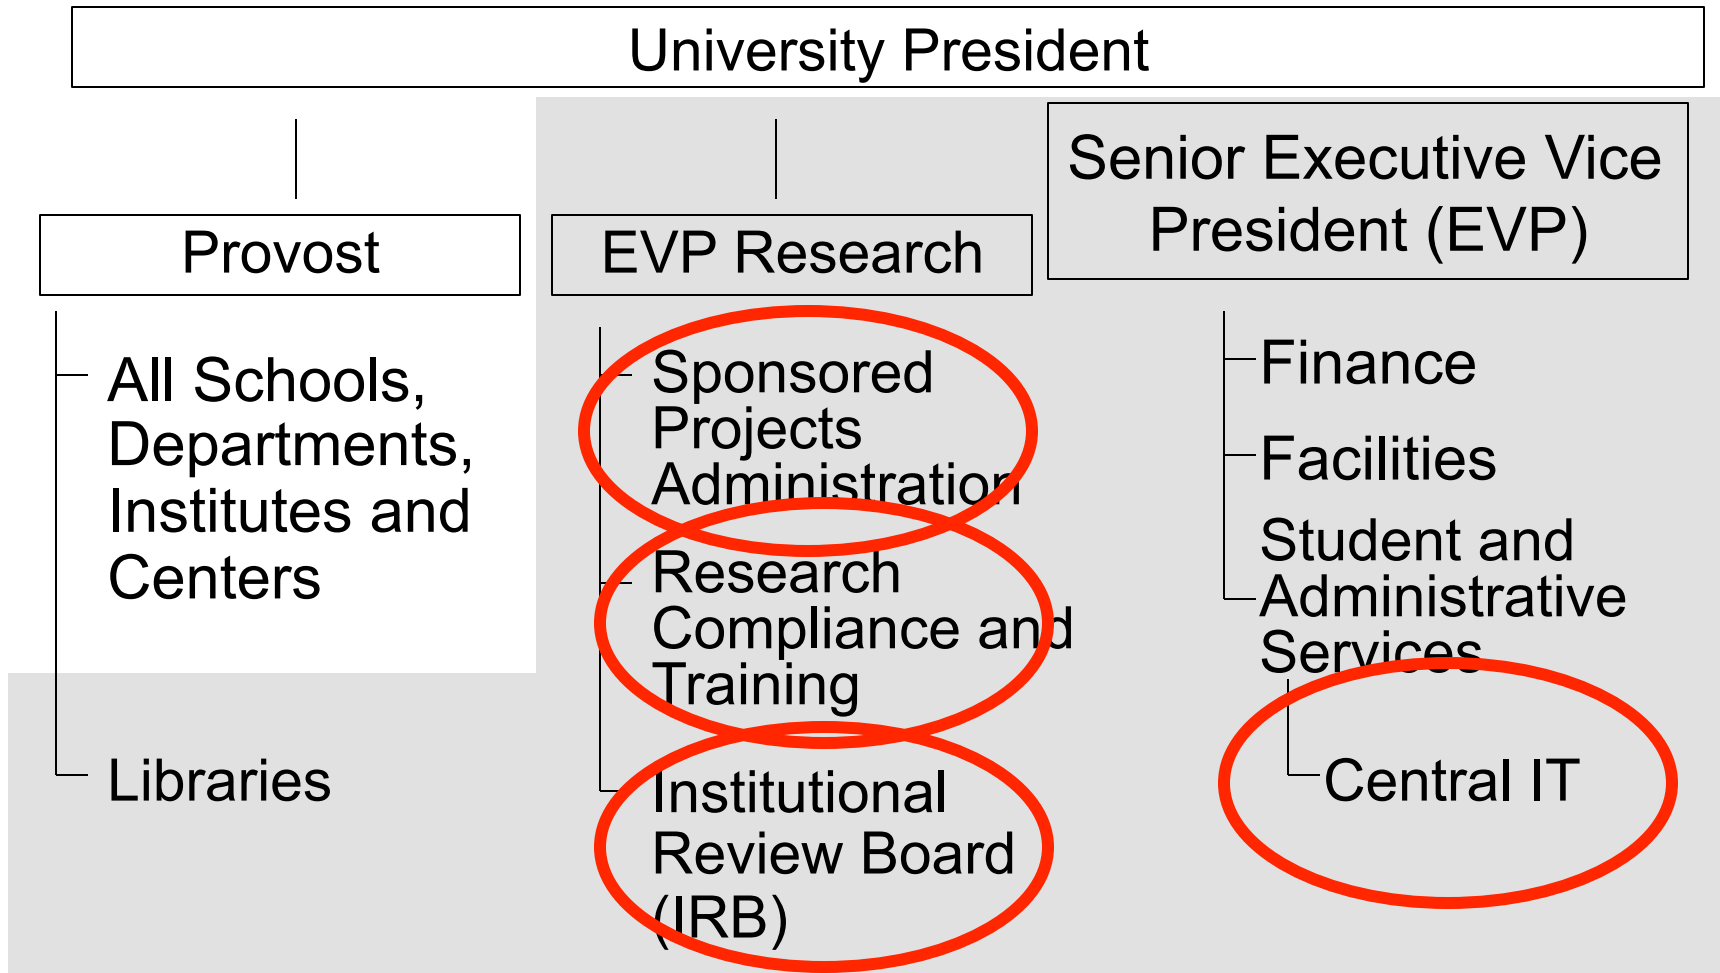 University President
Provost
All Schools,
Departments,
Institutes and
Centers
Libraries
EVP Research
Sponsored
Projects
Administration
Research
Compliance and
Training
Institutional
Review Board
(IRB)
Senior Executive Vice
President (EVP)
Finance
Facilities
Student and
Administrative
Services
Central IT